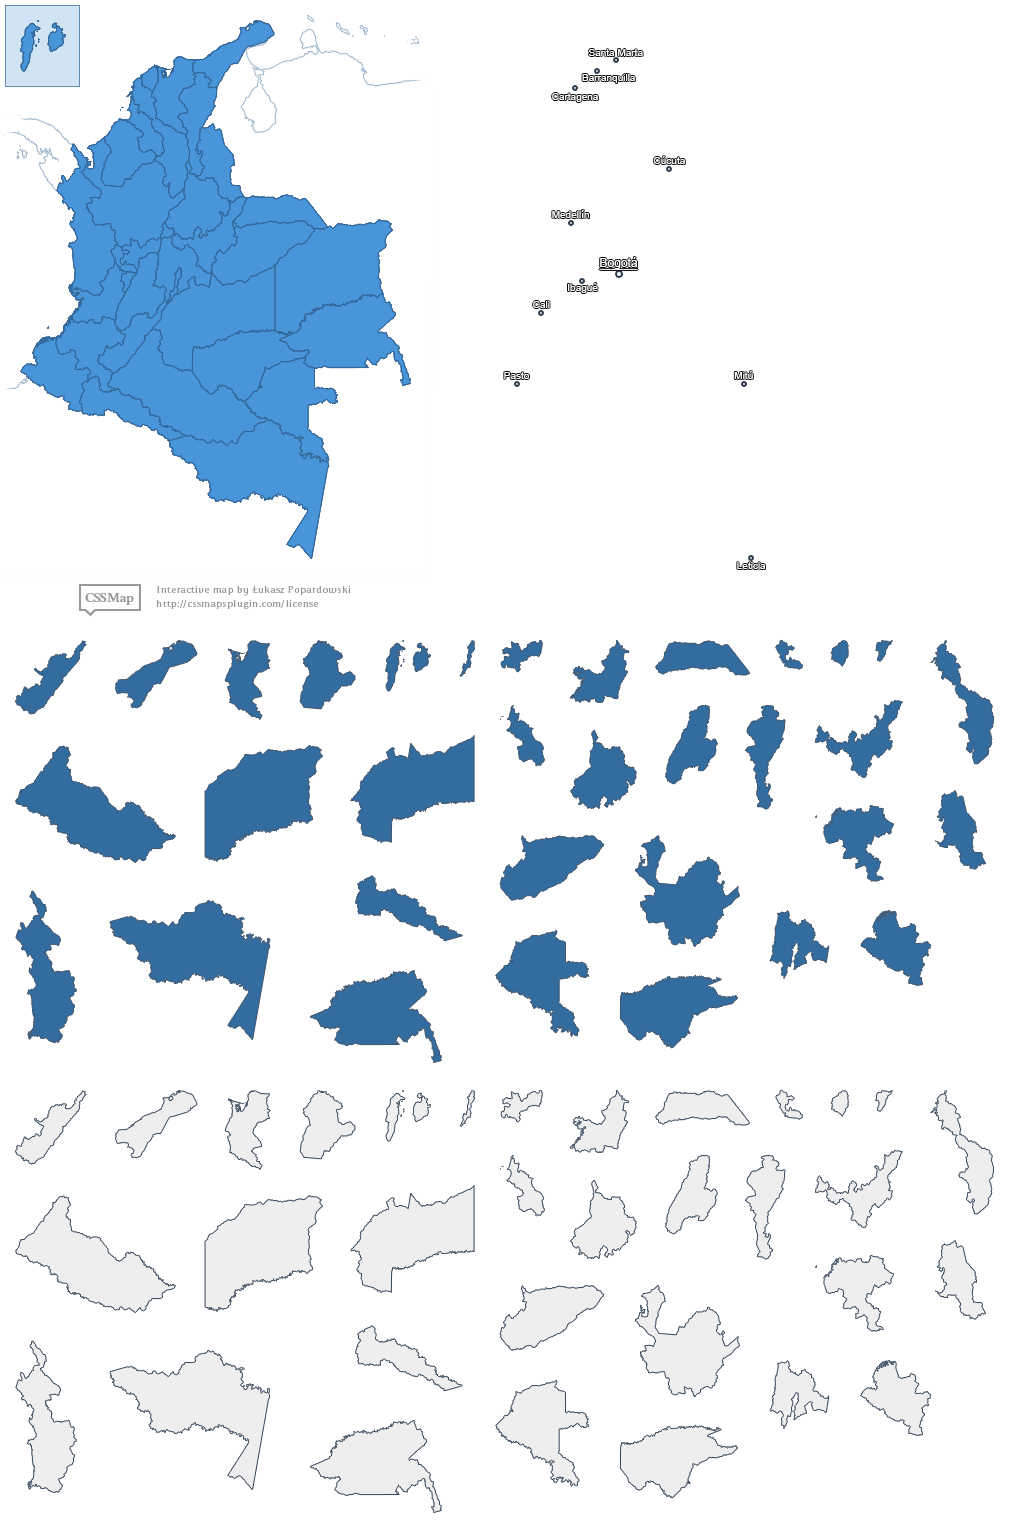 Santa Marta
Barranquilla
Cartagena
Cúcuta
Medellín
Bogotá
Ibagué
Cali
Pasto
Mitú
Leticia
CSSMap
Interactive map by Łukasz Popardowski
http://cssmapsplugin.com/license